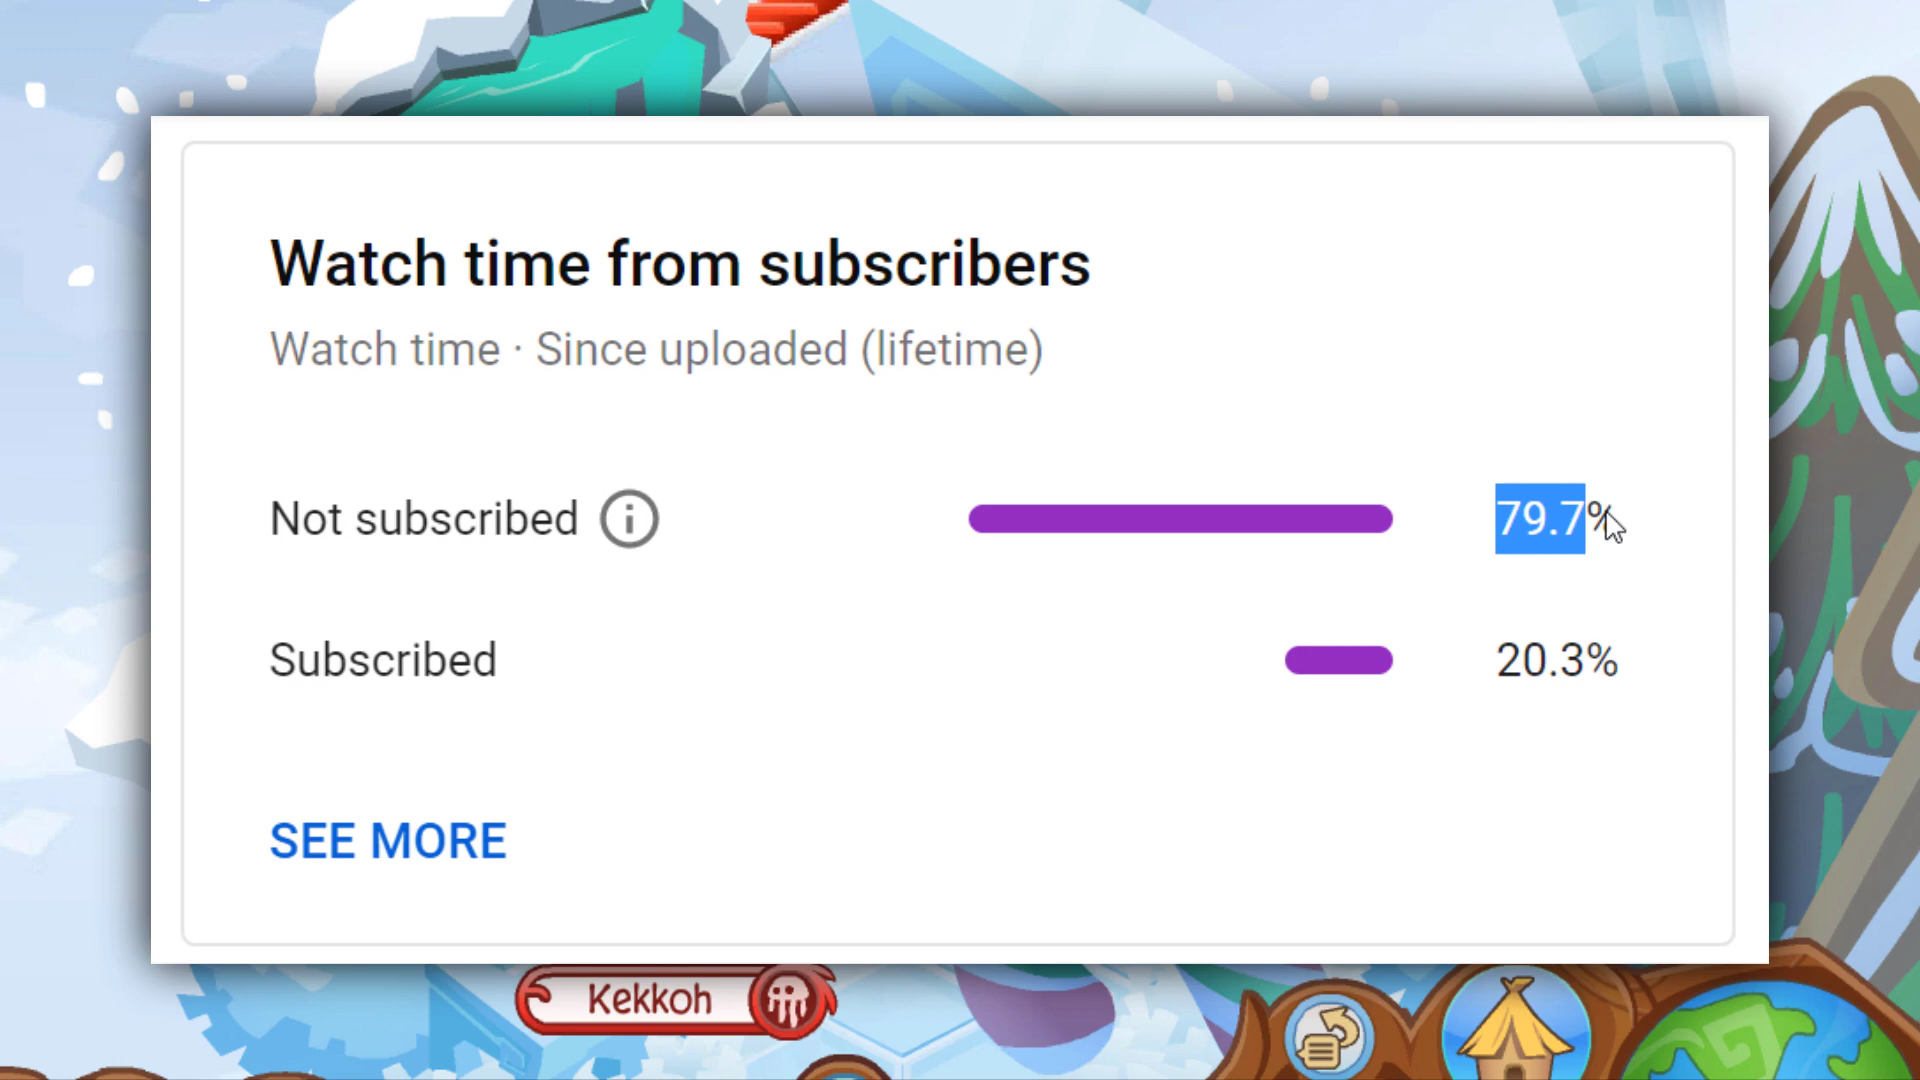 Watch time from subscribers
Watch time · Since uploaded (lifetime)
Not subscribed 79.7%
Subscribed 20.3%
SEE MORE
Kekkoh